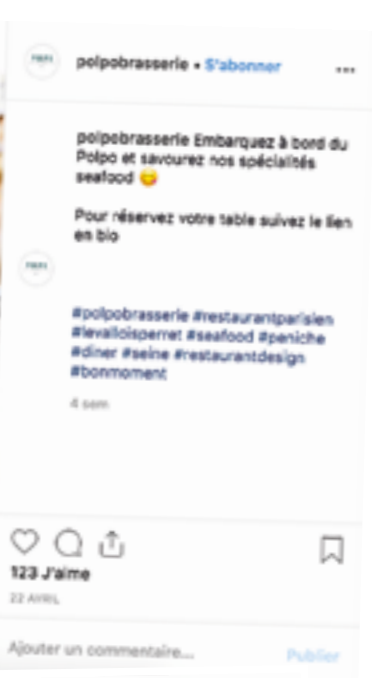 polpobrasserie • S'abonner
polpobrasserie Embarquez à bord du
Polpo et savourez nos spécialités
seafood 😋
Pour réservez votre table suivez le lien
en bio
#polpobrasserie #restaurantparisien
#levalloisperret #seafood #peniche
#diner #seine #restaurantdesign
#bonmoment
4 sem
123 J'aime
22 AVRIL
Ajouter un commentaire...
Publier